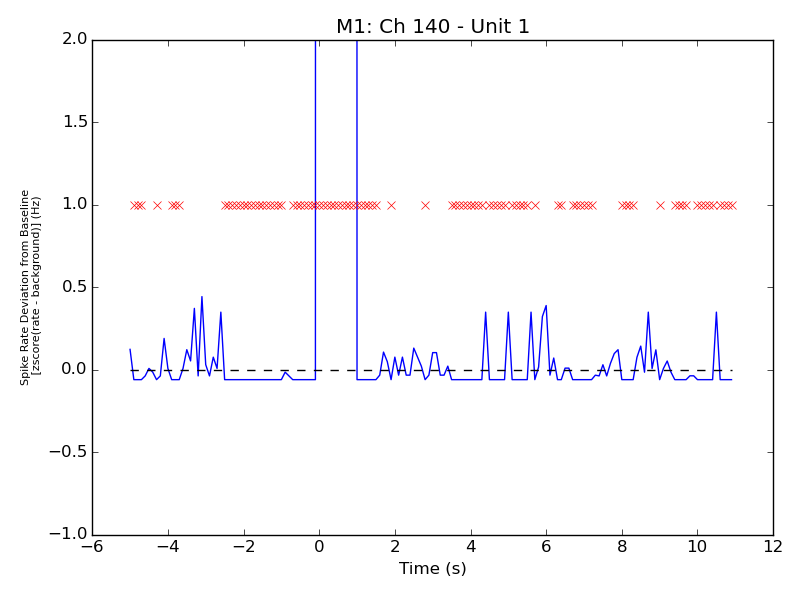 M1: Ch 140 - Unit 1
2.0
1.5
1.0
0.5
0.0
−0.5
−1.0
−6 −4 −2 0 2 4 6 8 10 12
Time (s)
Spike Rate Deviation from Baseline
[zscore(rate - background)] (Hz)